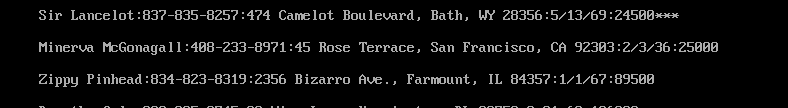 Sir Lancelot:837-835-8257:474 Camelot Boulevard, Bath, WY 28356:5/13/69:24500***
Minerva McGonagall:408-233-8971:45 Rose Terrace, San Francisco, CA 92303:2/3/36:25000
Zippy Pinhead:834-823-8319:2356 Bizarro Ave., Farmount, IL 84357:1/1/67:89500